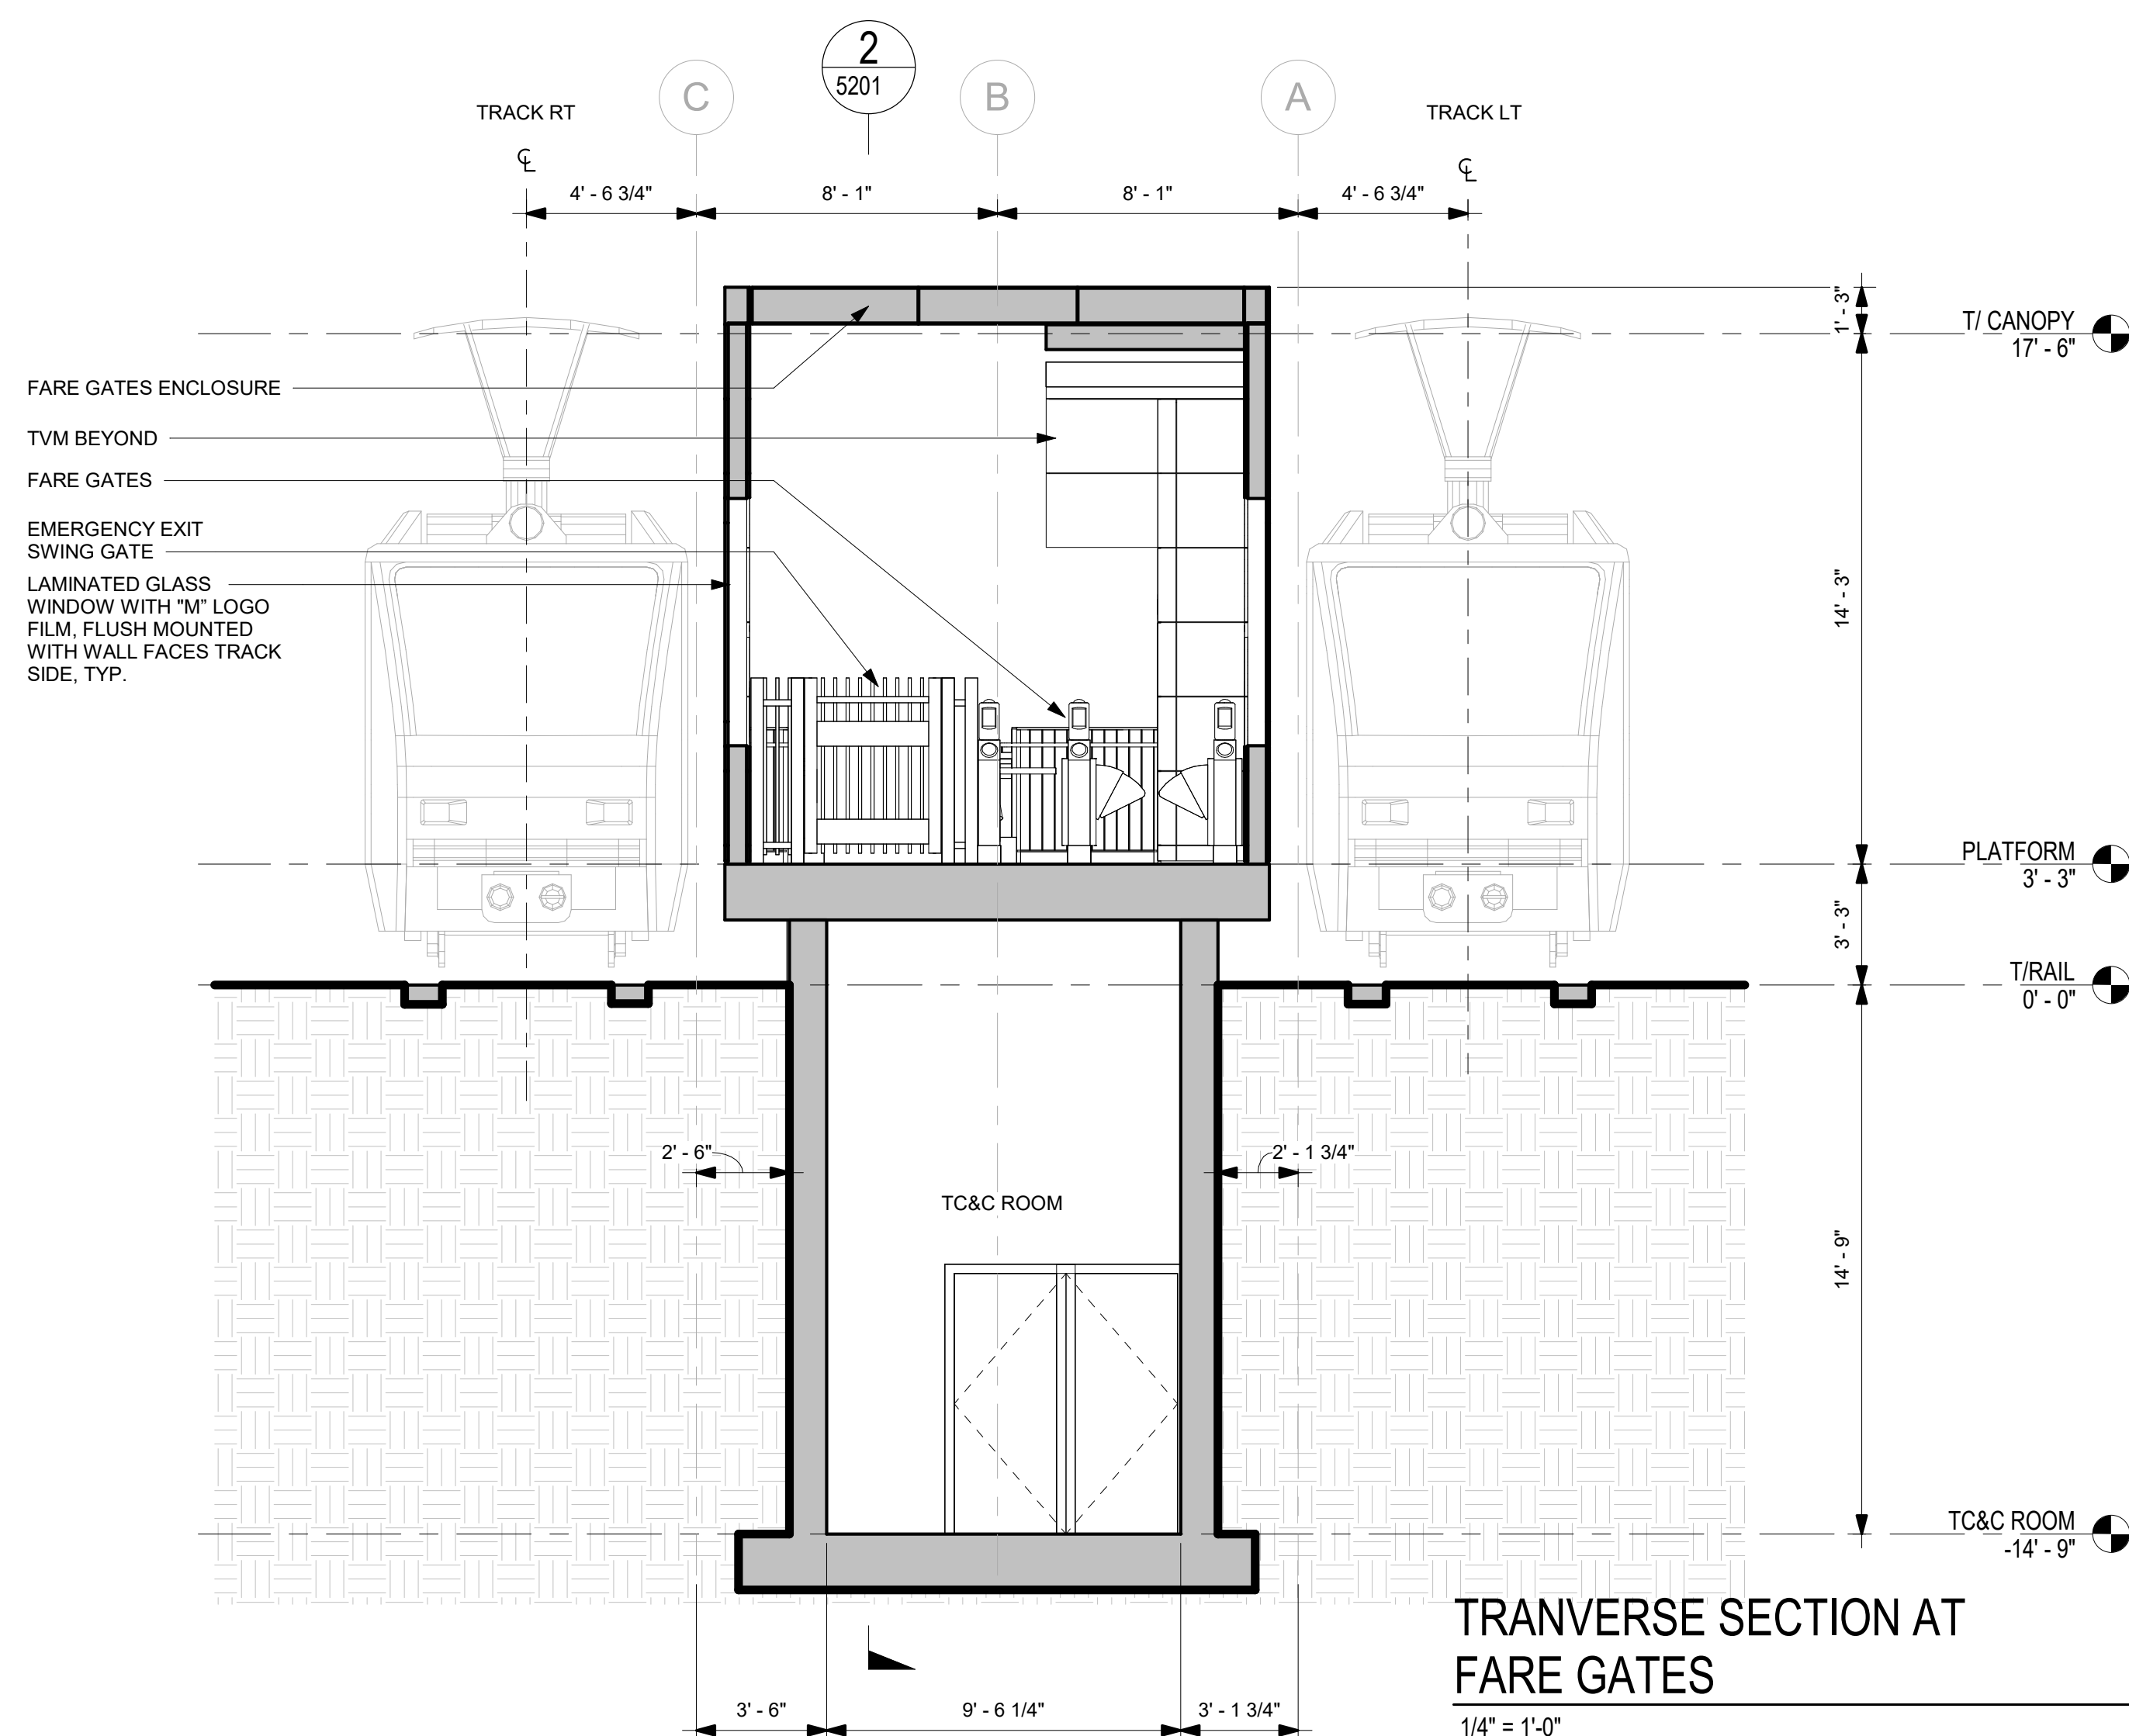 2
5201
C
B
A
TRACK RT
TRACK LT
℄
℄
4' - 6 3/4"
8' - 1"
8' - 1"
4' - 6 3/4"
1' - 3"
T/ CANOPY
17' - 6"
FARE GATES ENCLOSURE
TVM BEYOND
FARE GATES
EMERGENCY EXIT
SWING GATE
LAMINATED GLASS
WINDOW WITH "M” LOGO
FILM, FLUSH MOUNTED
WITH WALL FACES TRACK
SIDE, TYP.
14' - 3"
PLATFORM
3' - 3"
3' - 3"
T/RAIL
0' - 0"
2' - 6"
2' - 1 3/4"
TC&C ROOM
14' - 9"
TC&C ROOM
-14' - 9"
TRANVERSE SECTION AT
FARE GATES
1/4" = 1'-0"
3' - 6"
9' - 6 1/4"
3' - 1 3/4"